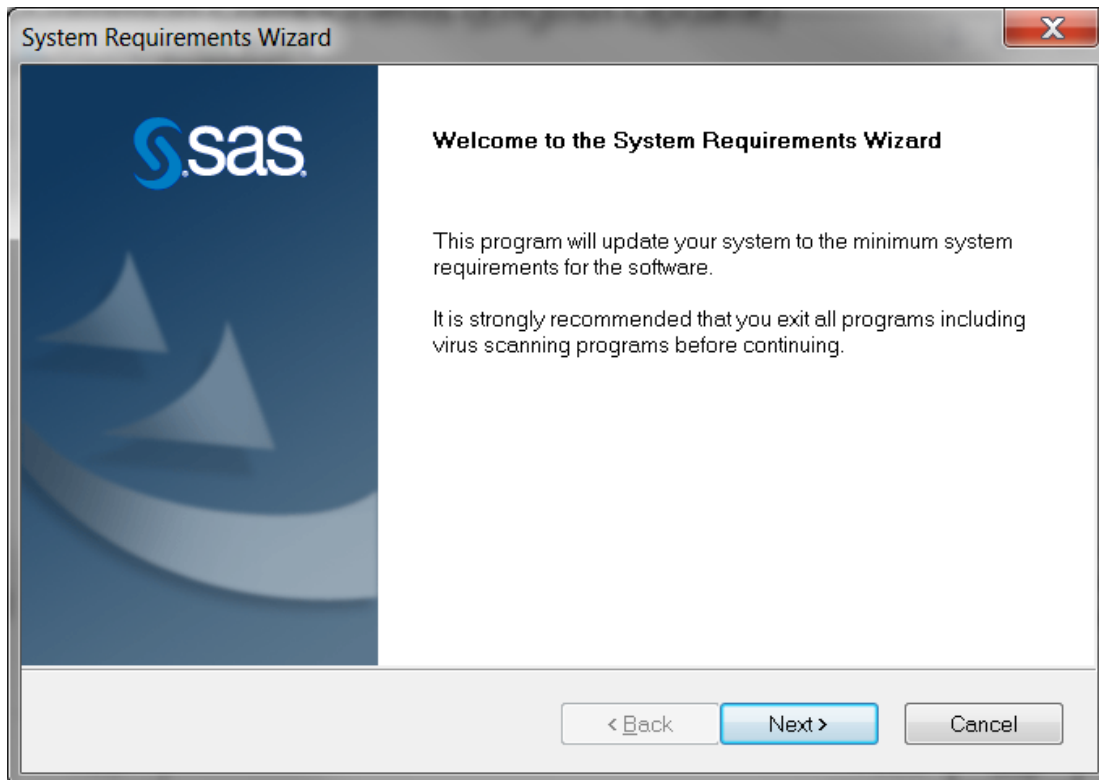 System Requirements Wizard
X
sas
Welcome to the System Requirements Wizard
This program will update your system to the minimum system
requirements for the software.
It is strongly recommended that you exit all programs including
virus scanning programs before continuing.
< Back
Next >
Cancel